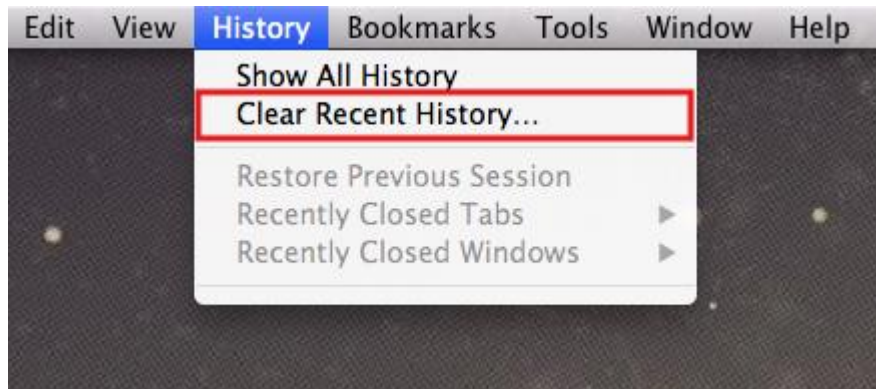 Edit View History Bookmarks Tools Window Help
Show All History
Clear Recent History...
Restore Previous Session
Recently Closed Tabs
Recently Closed Windows